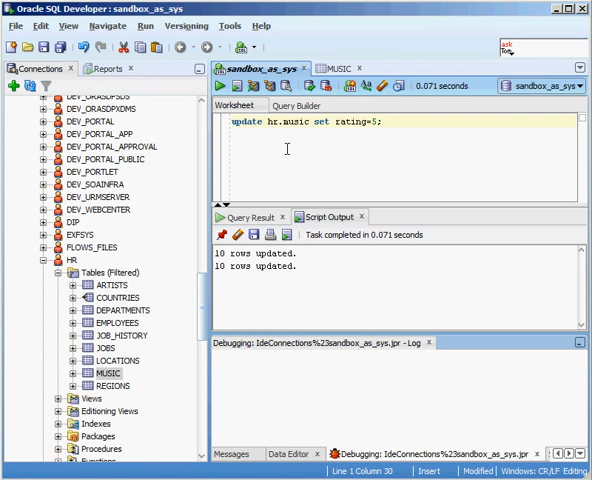 Oracle SQL Developer : sandbox_as_sys
File Edit View Navigate Run Versioning Tools Help
ask
Tom
Connections
Reports
DEV_ORASDPSDS
DEV_ORASDPXDMS
DEV_PORTAL
DEV_PORTAL_APP
DEV_PORTAL_APPROVAL
DEV_PORTAL_PUBLIC
DEV_PORTLET
DEV_SOAINFRA
DEV_URMSERVER
DEV_WEBCENTER
DIP
EXFSYS
FLOWS_FILES
HR
Tables (Filtered)
ARTISTS
COUNTRIES
DEPARTMENTS
EMPLOYEES
JOB_HISTORY
JOBS
LOCATIONS
MUSIC
REGIONS
Views
Editioning Views
Indexes
Packages
Procedures
Functions
sandbox_as_sys
MUSIC
0.071 seconds
sandbox_as_sys
Worksheet Query Builder
update hr.music set rating=5;
Query Result
Script Output
Task completed in 0.071 seconds
10 rows updated.
10 rows updated.
Debugging: IdeConnections%23sandbox_as_sys.jpr - Log
Messages Data Editor Debugging: IdeConnections%23sandbox_as_sys.jpr
Line 1 Column 30 Insert Modified Windows: CR/LF Editing